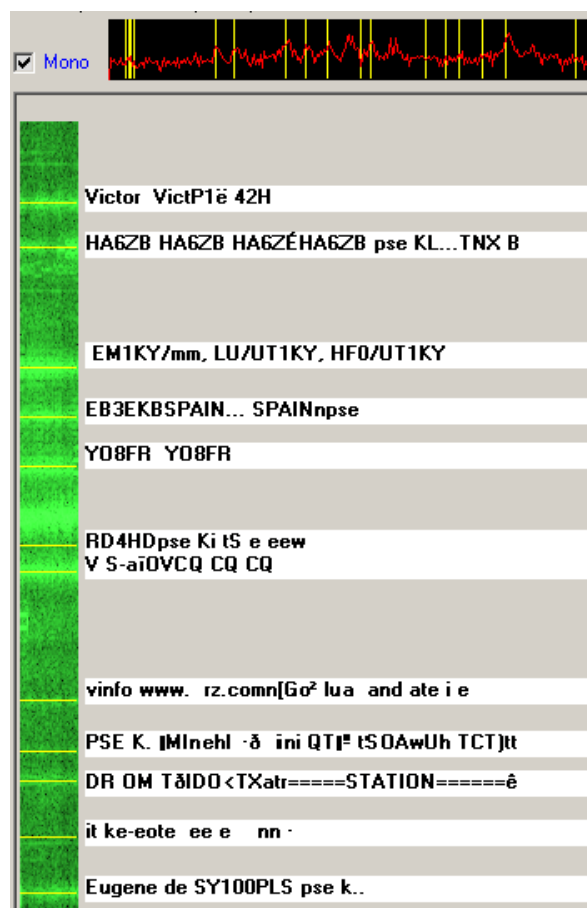 Mono
Victor VictP1ë 42H
HA6ZB HA6ZB HA6ZÉHA6ZB pse KL...TNX B
EM1KY/mm, LU/UT1KY, HF0/UT1KY
EB3EKBSPAIN... SPAINnpse
YO8FR YO8FR
RD4HDpse Ki tS e eew
V S-aïOVCQ CQ CQ
vinfo www. rz.comn[Go² lua and ate i e
PSE K. ·ð ini tSOAwUh TCT)tt
DR OM TðIDO<TXatr=====STATION======ê
it ke-eote ee e nn ·
Eugene de SY100PLS pse k..